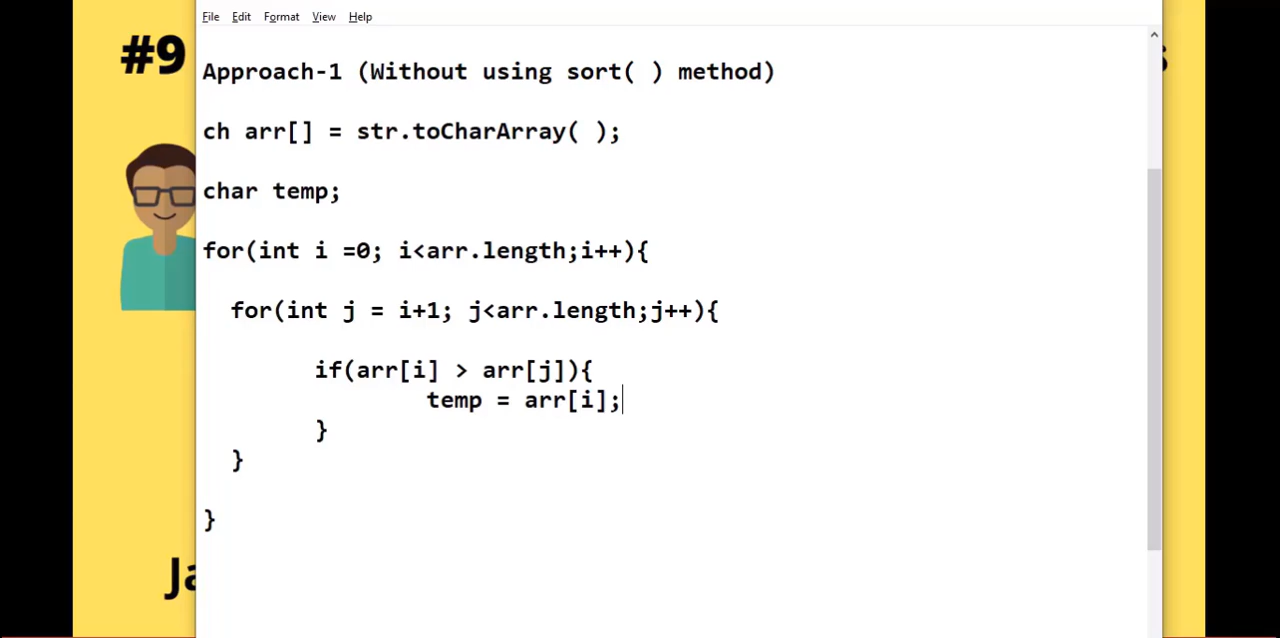 File Edit Format View Help
#9
Approach-1 (Without using sort( ) method)
ch arr[] = str.toCharArray( );
char temp;
for(int i =0; i<arr.length;i++){
for(int j = i+1; j<arr.length;j++){
if(arr[i] > arr[j]){
temp = arr[i];
}
}
}